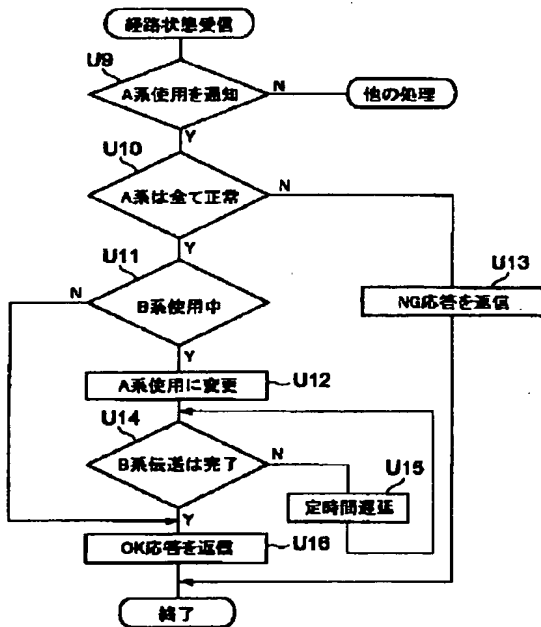 経路状態受信
U9
A系使用を通知
N
他の処理
Y
U10
A系は全て正常
N
Y
U11
U13
N
B系使用中
NG応答を返信
Y
A系使用に変更
U12
U14
B系伝送は完了
N
U15
定時間遅延
Y
OK応答を返信
U16
終了